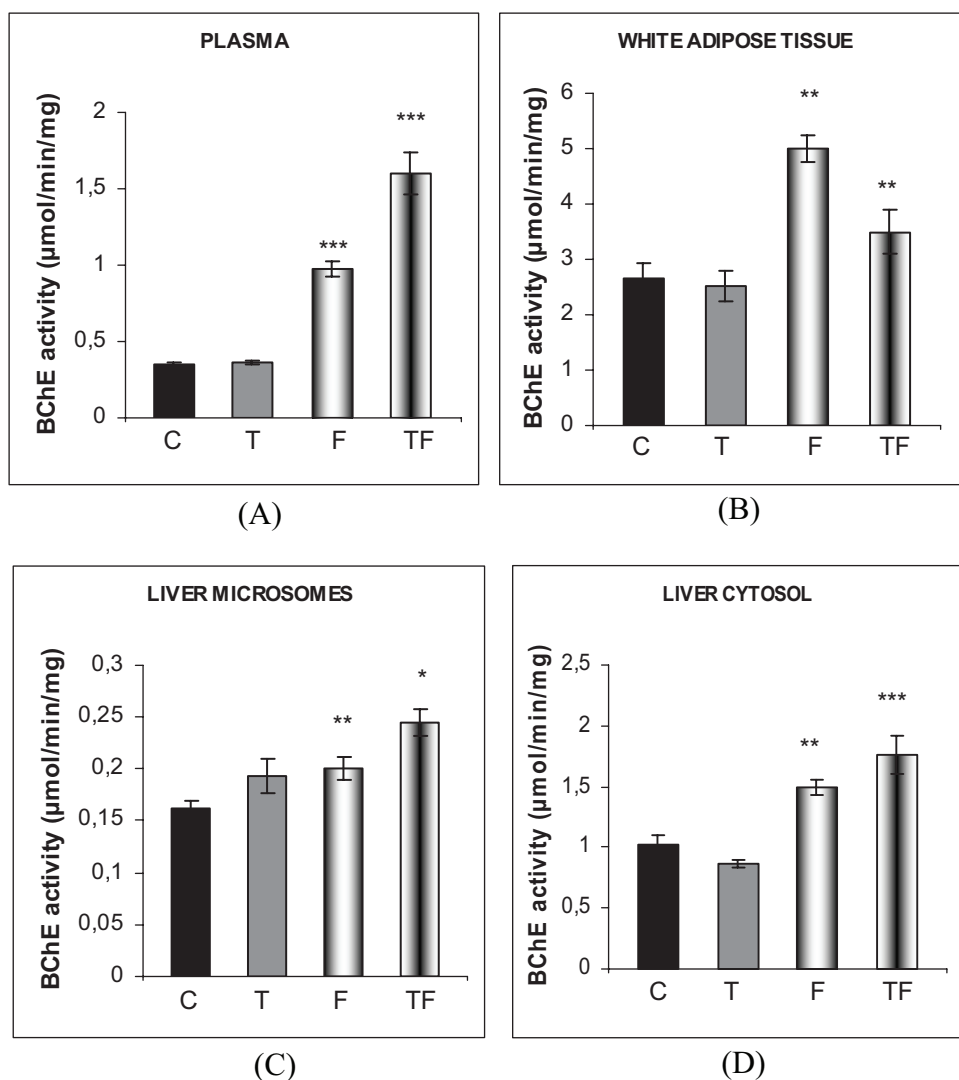 PLASMA
BChE activity (µmol/min/mg)
2
1,5
1
0,5
0
***
***
C T F TF
(A)
WHITE ADIPOSE TISSUE
BChE activity (µmol/min/mg)
6
5
4
3
2
1
0
**
**
C T F TF
(B)
LIVER MICROSOMES
BChE activity (µmol/min/mg)
0,3
0,25
0,2
0,15
0,1
0,05
0
**
*
C T F TF
(C)
LIVER CYTOSOL
BChE activity (µmol/min/mg)
2,5
2
1,5
1
0,5
0
**
***
C T F TF
(D)